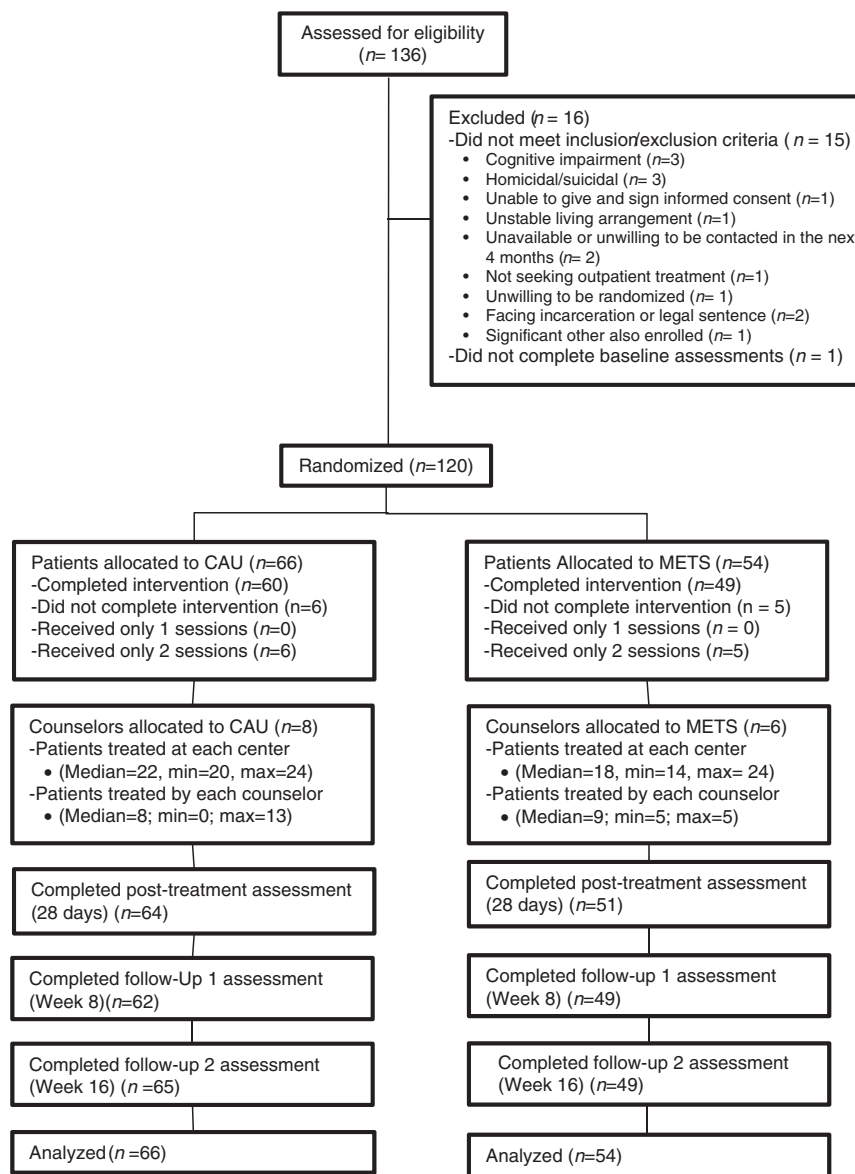 Assessed for eligibility
(n= 136)
Excluded (n = 16)
-Did not meet inclusion/exclusion criteria ( n = 15)
• Cognitive impairment (n=3)
• Homicidal/suicidal (n= 3)
• Unable to give and sign informed consent (n=1)
• Unstable living arrangement (n=1)
• Unavailable or unwilling to be contacted in the nex
4 months (n= 2)
• Not seeking outpatient treatment (n=1)
• Unwilling to be randomized (n= 1)
• Facing incarceration or legal sentence (n=2)
• Significant other also enrolled (n= 1)
-Did not complete baseline assessments (n = 1)
Randomized (n=120)
Patients allocated to CAU (n=66)
-Completed intervention (n=60)
-Did not complete intervention (n=6)
-Received only 1 sessions (n=0)
-Received only 2 sessions (n=6)
Counselors allocated to CAU (n=8)
-Patients treated at each center
• (Median=22, min=20, max=24)
-Patients treated by each counselor
• (Median=8; min=0; max=13)
Completed post-treatment assessment
(28 days) (n=64)
Completed follow-Up 1 assessment
(Week 8)(n=62)
Completed follow-up 2 assessment
(Week 16) (n=65)
Analyzed (n =66)
Patients Allocated to METS (n=54)
-Completed intervention (n=49)
-Did not complete intervention (n = 5)
-Received only 1 sessions (n = 0)
-Received only 2 sessions (n=5)
Counselors allocated to METS (n=6)
-Patients treated at each center
• (Median=18, min=14, max= 24)
-Patients treated by each counselor
• (Median=9; min=5; max=5)
Completed post-treatment assessment
(28 days) (n=51)
Completed follow-up 1 assessment
(Week 8) (n=49)
Completed follow-up 2 assessment
(Week 16) (n=49)
Analyzed (n=54)